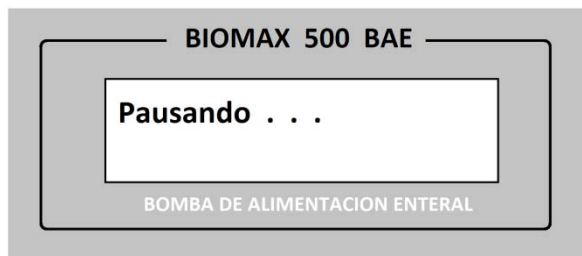 BIOMAX 500 BAE
Pausando . . .
BOMBA DE ALIMENTACION ENTERAL